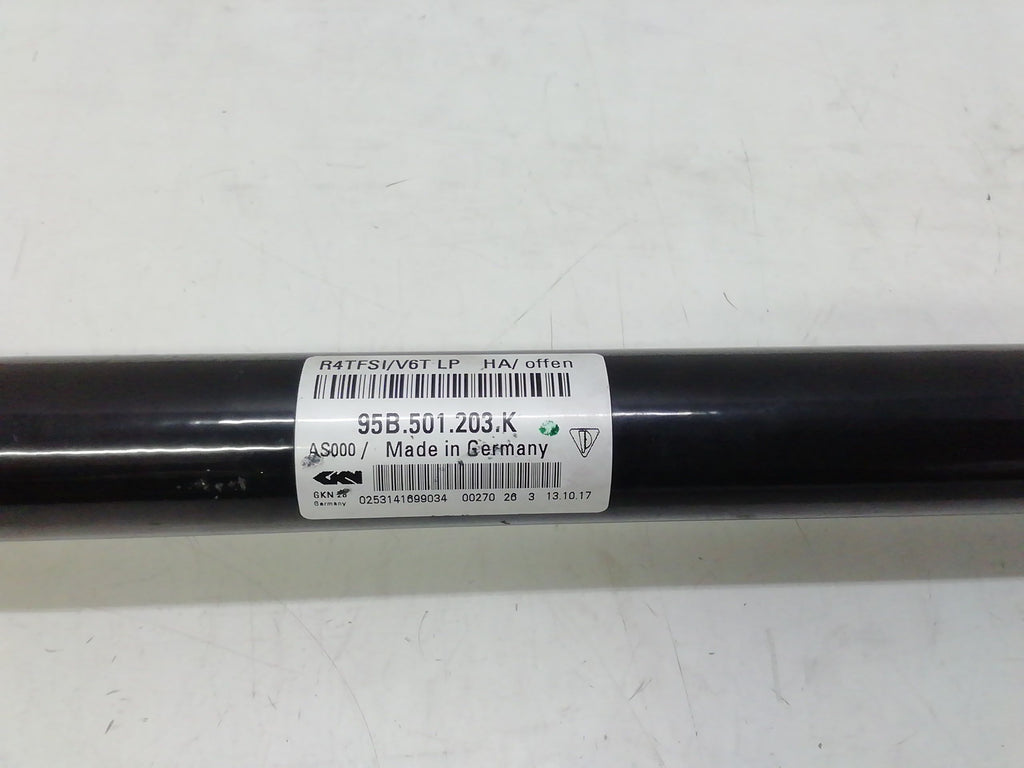 R4TFSI/V6T LP HA/ offen
95B.501.203.K
AS000 / Made in Germany
GKN
GKN 28
Germany
0253141699034 00270 26 3 13.10.17